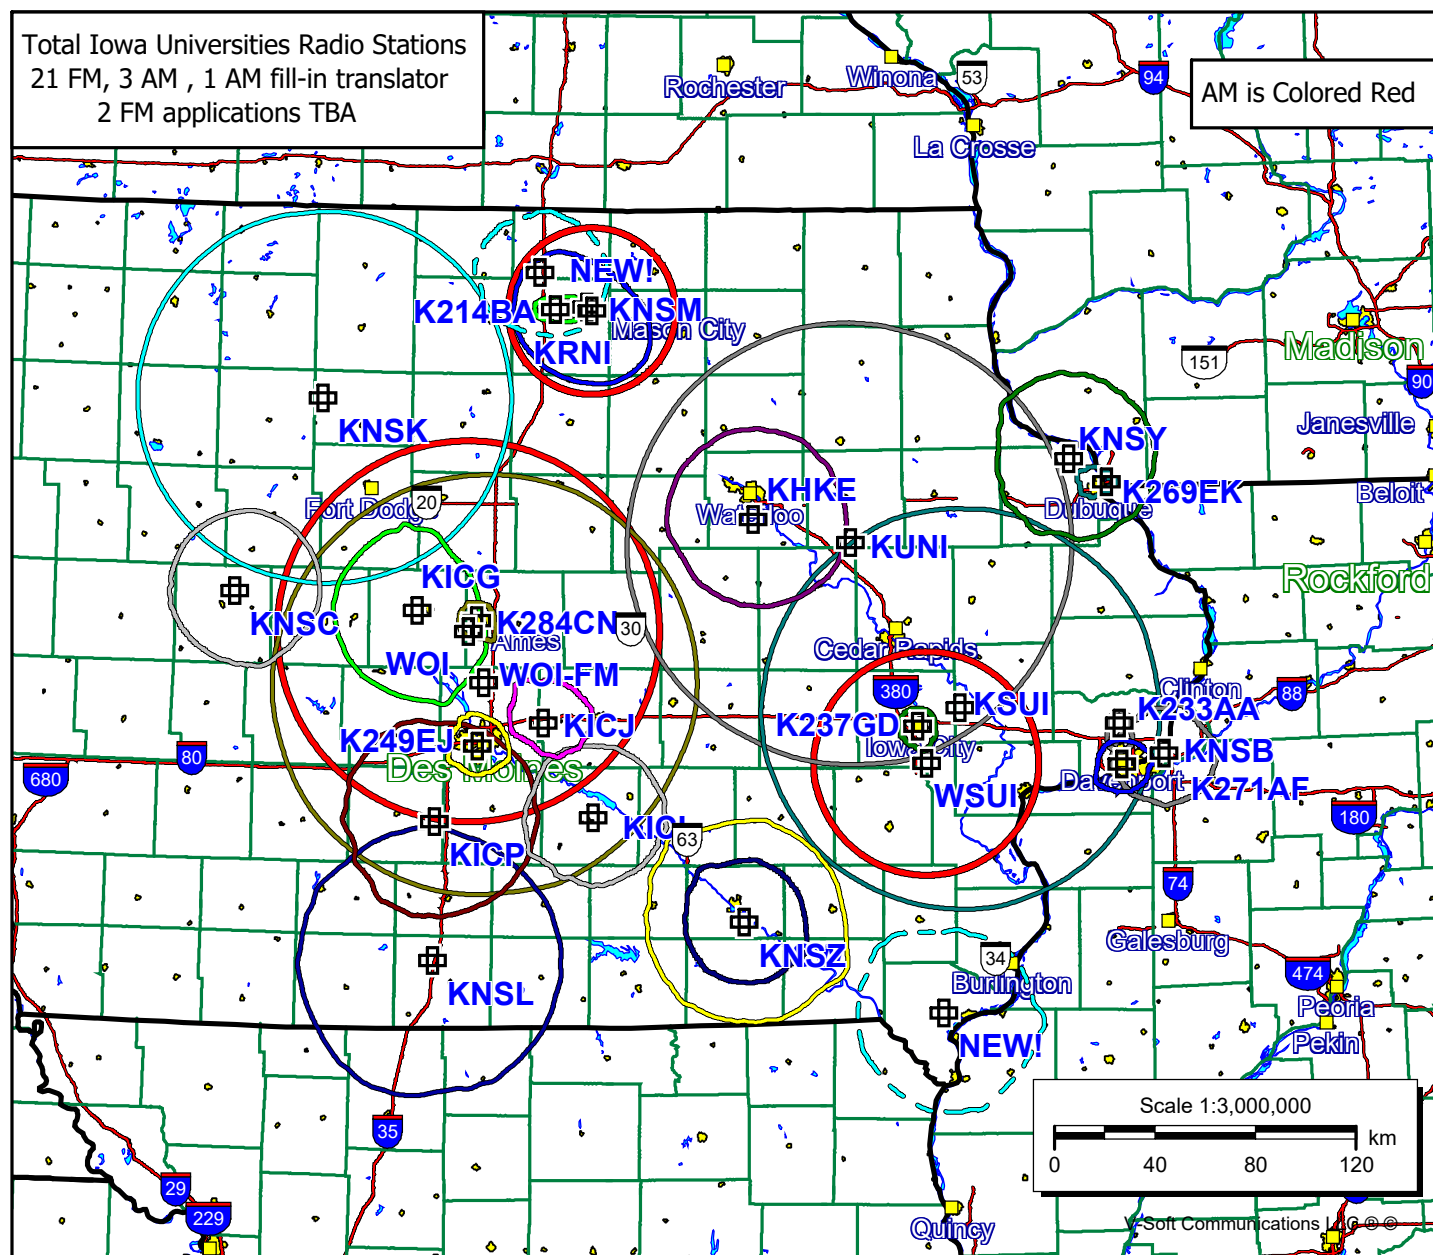 Total Iowa Universities Radio Stations
21 FM, 3 AM , 1 AM fill-in translator
2 FM applications TBA
AM is Colored Red
Rochester
Winona
53
94
La Crosse
NEW!
K214BA
KNSM
Mason City
KRNI
151
Madison
90
Janesville
KNSK
KNSY
Fort Dodge
20
KHKE
Waterloo
K269EK
Dubuque
Beloit
KUNI
Rockford
KICG
KNSC
K284CN
Ames
30
Cedar Rapids
WOI
WOI-FM
380
Clinton
88
KSUI
K233AA
KICJ
K237GD
Iowa City
K249EJ
Des Moines
80
680
KNSB
Davenport
K271AF
WSUI
180
63
KICP
74
Galesburg
KNSZ
34
Burlington
474
Peoria
Pekin
KNSL
NEW!
35
Scale 1:3,000,000
km
0 40 80 120
29
229
Quincy
V-Soft Communications LLC ® ©